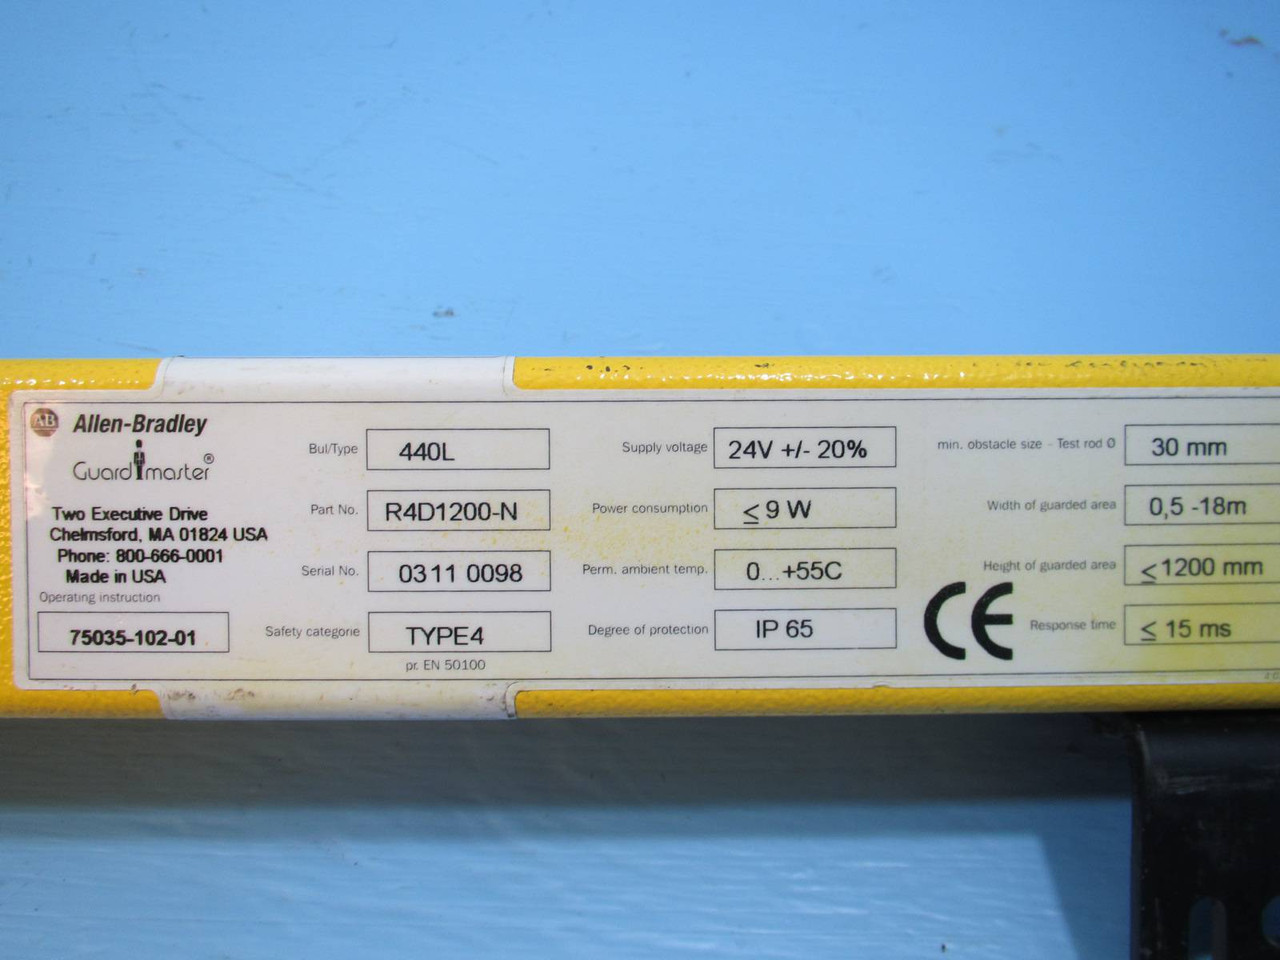 AB Allen-Bradley
Guardmaster®
Two Executive Drive
Chelmsford, MA 01824 USA
Phone: 800-666-0001
Made in USA
Operating instruction
75035-102-01
Bul/Type 440L
Part No. R4D1200-N
Serial No. 0311 0098
Safety categorie TYPE4
pr. EN 50100
Supply voltage 24V +/- 20%
Power consumption ≤ 9 W
Perm. ambient temp. 0...+55C
Degree of protection IP 65
CE
min. obstacle size - Test rod Ø 30 mm
Width of guarded area 0,5 -18m
Height of guarded area ≤ 1200 mm
Response time ≤ 15 ms